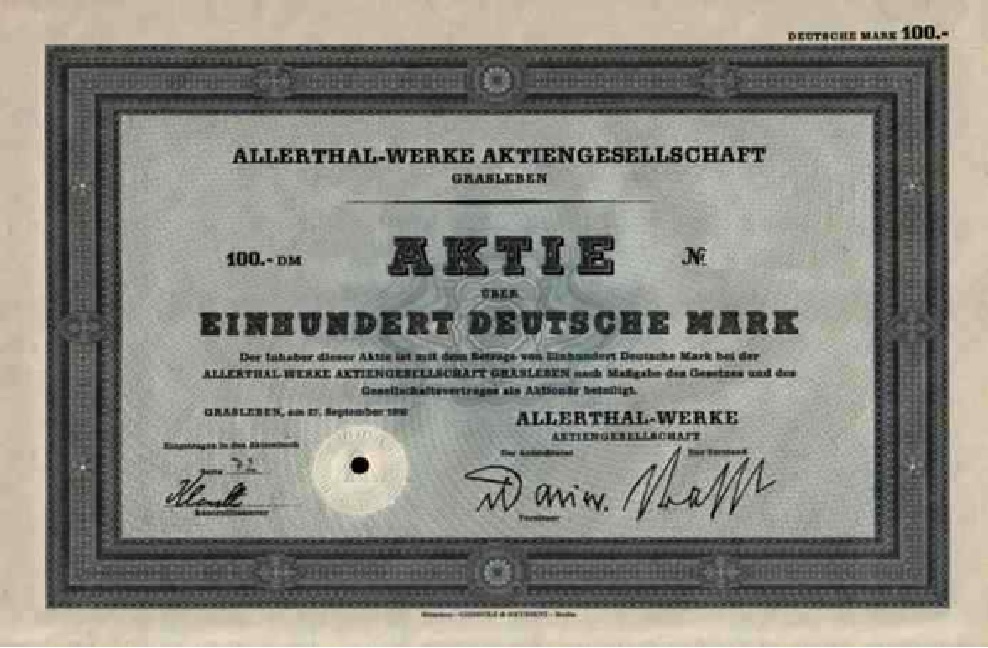 DEUTSCHE MARK 100.-
ALLERTHAL-WERKE AKTIENGESELLSCHAFT
GRASLEBEN
100.- DM AKTIE №
ÜBER
EINHUNDERT DEUTSCHE MARK
Der Inhaber dieser Aktie ist mit dem Betrage von Einhundert Deutsche Mark bei der
ALLERTHAL-WERKE AKTIENGESELLSCHAFT GRASLEBEN nach Maßgabe des Gesetzes und des
Gesellschaftsvertrages als Aktionär beteiligt.
GRASLEBEN, am 27. September
ALLERTHAL-WERKE
AKTIENGESELLSCHAFT
Eingetragen in das Aktienbuch
Der Aufsichtsrat Der Vorstand
Seite 72
Vorsitzer